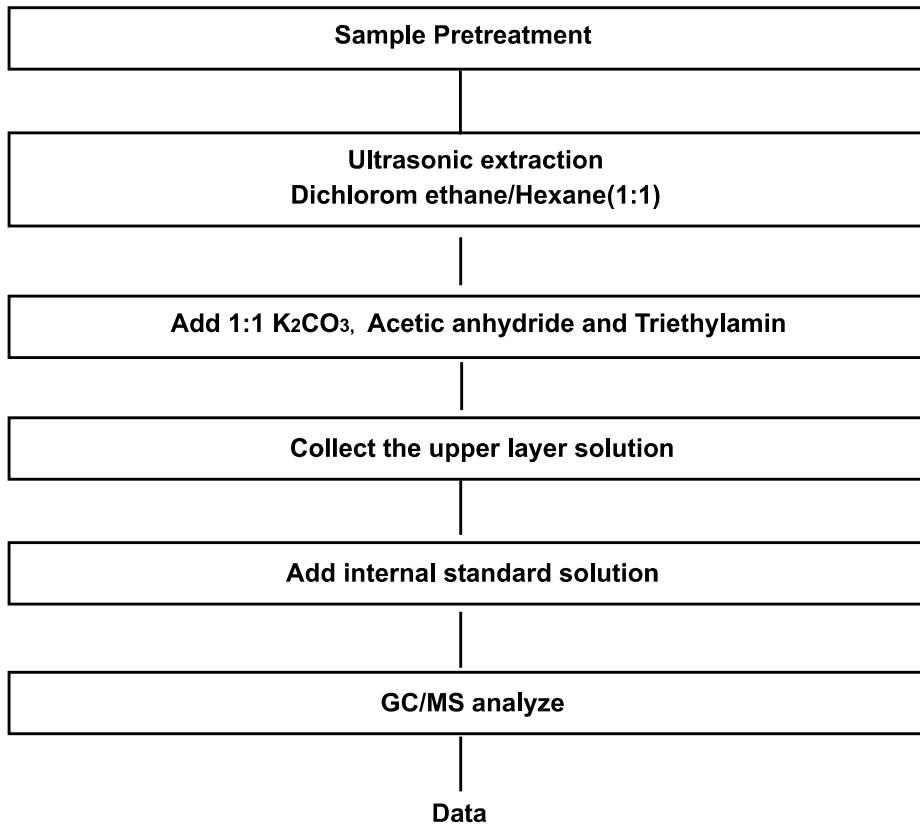 Sample Pretreatment
Ultrasonic extraction
Dichlorom ethane/Hexane(1:1)
Add 1:1 K₂CO₃, Acetic anhydride and Triethylamin
Collect the upper layer solution
Add internal standard solution
GC/MS analyze
Data